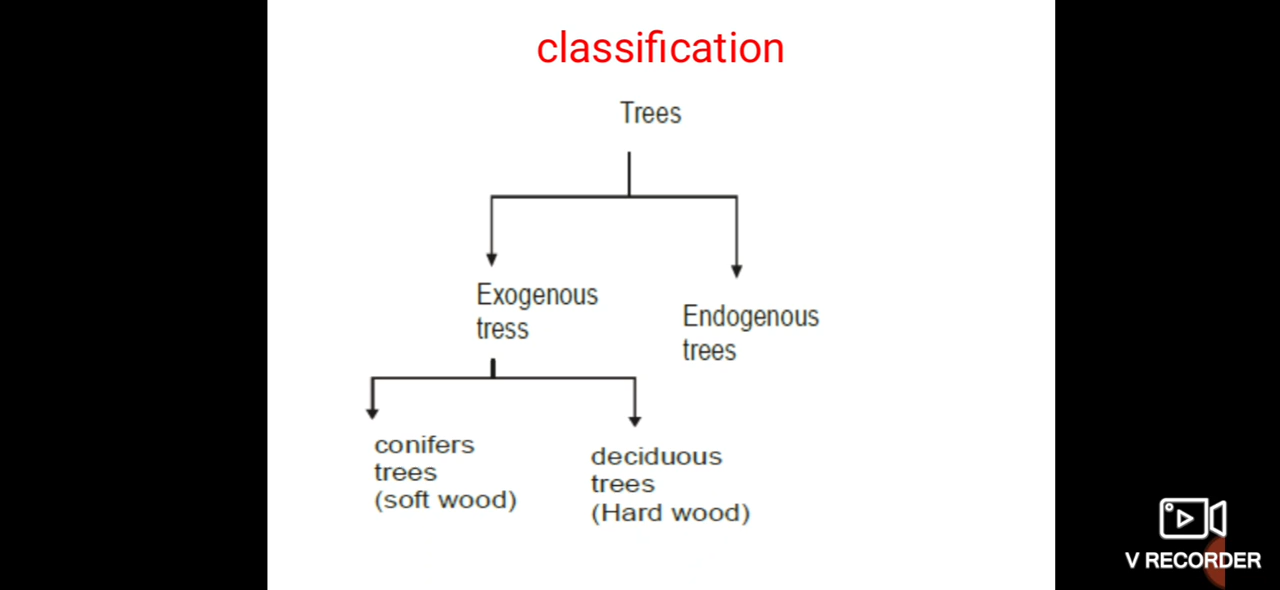 classification
Trees
Exogenous
tress
Endogenous
trees
conifers
trees
(soft wood)
deciduous
trees
(Hard wood)
V RECORDER